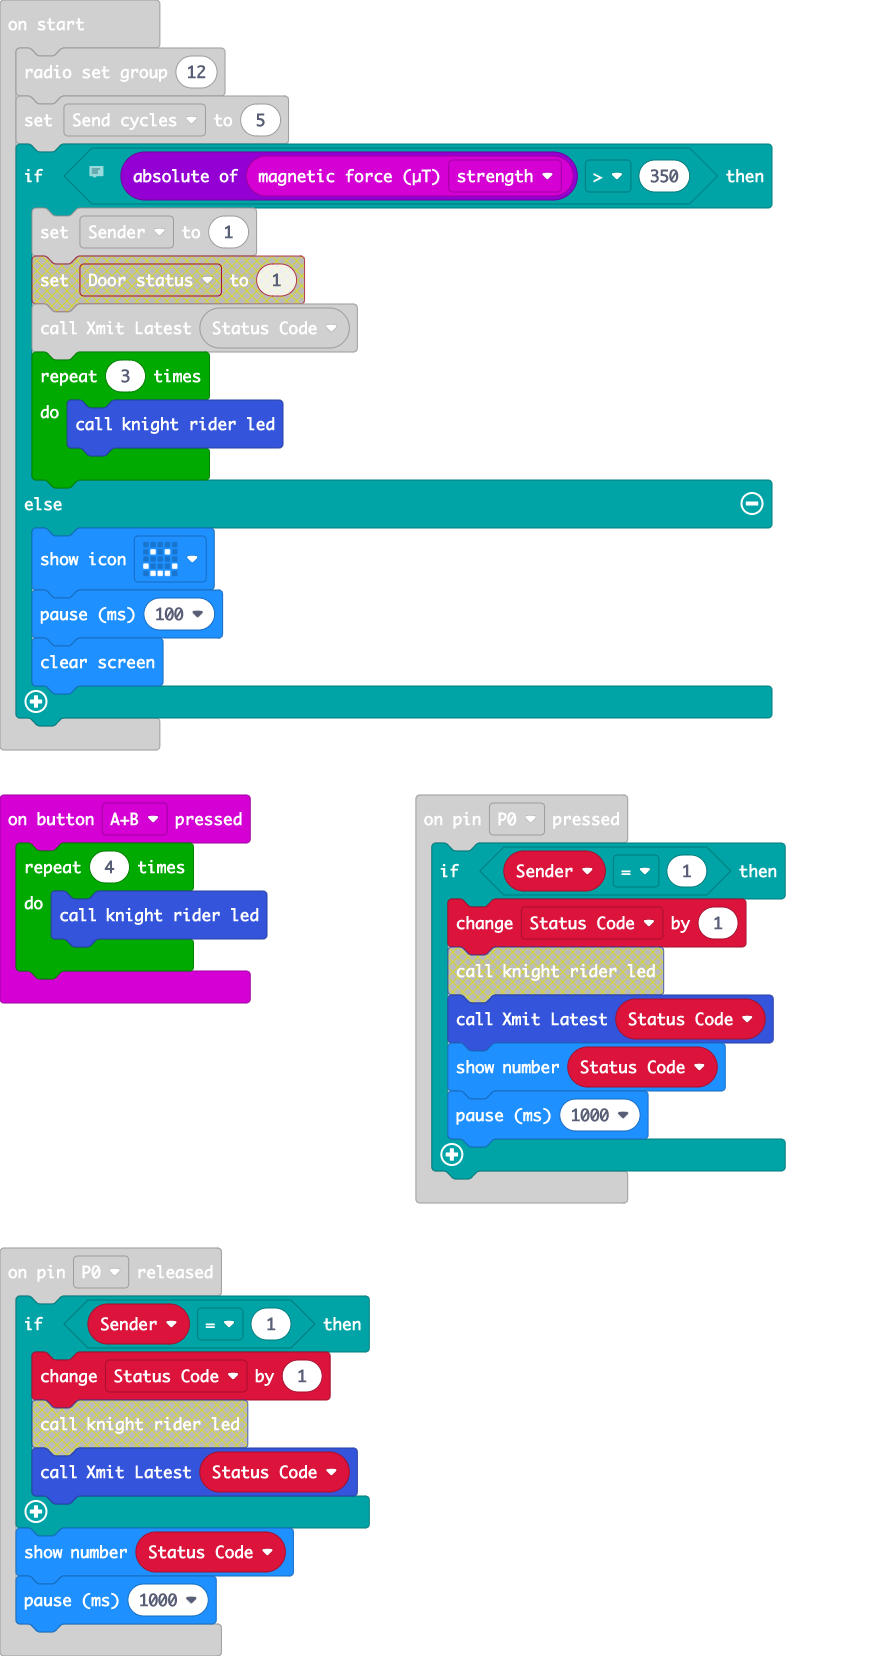 on start
radio set group 12
set Send cycles to 5
if absolute of magnetic force (µT) strength > 350 then
set Sender to 1
set Door status to 1
call Xmit Latest Status Code
repeat 3 times
do call knight rider led
else
show icon
pause (ms) 100
clear screen
on button A+B pressed
repeat 4 times
do call knight rider led
on pin P0 pressed
if Sender = 1 then
change Status Code by 1
call knight rider led
call Xmit Latest Status Code
show number Status Code
pause (ms) 1000
on pin P0 released
if Sender = 1 then
change Status Code by 1
call knight rider led
call Xmit Latest Status Code
show number Status Code
pause (ms) 1000